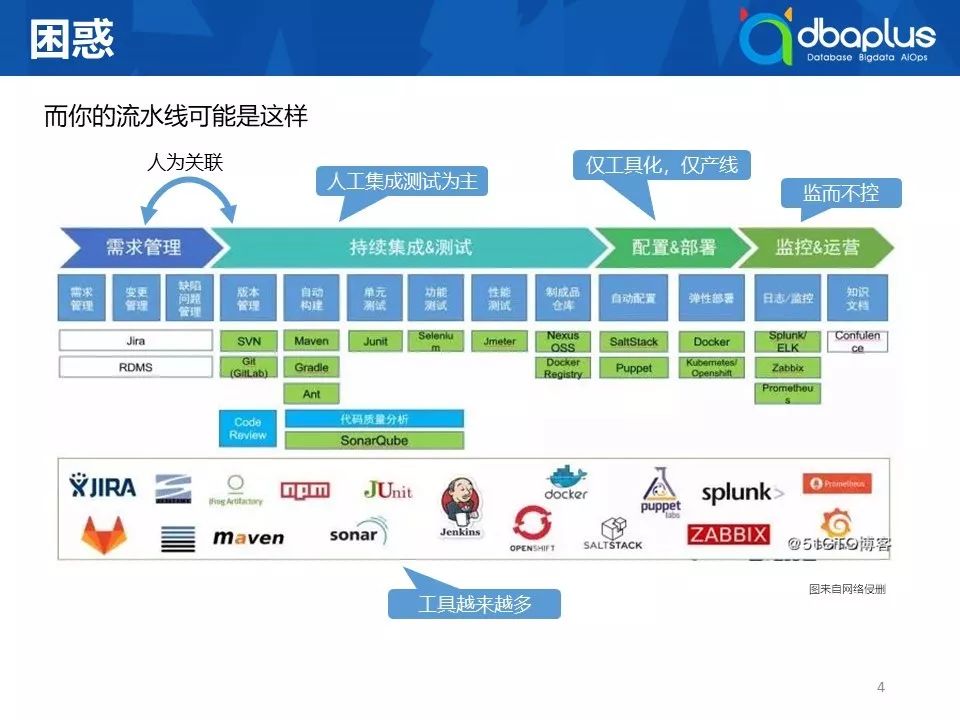 困惑
dbaplus
Database Bigdata AIOps
而你的流水线可能是这样
人为关联
人工集成测试为主
仅工具化，仅产线
监而不控
需求管理
持续集成&测试
配置&部署
监控&运营
需求
管理
变更
管理
缺陷
问题
管理
版本
管理
自动
构建
单元
测试
功能
测试
性能
测试
制成品
仓库
自动配置
弹性部署
日志/监控
知识
文档
Jira
SVN
Maven
Junit
Seleniu
m
Jmeter
Nexus
OSS
SaltStack
Docker
Splunk/
ELK
Confulen
ce
RDMS
Git
(GitLab)
Gradle
Docker
Registry
Puppet
Kubernetes/
Openshift
Zabbix
Ant
Prometheu
s
Code
Review
代码质量分析
SonarQube
JIRA
JFrog Artifactory
npm
JUnit
Jenkins
docker
puppet
labs
splunk>
Prometheus
maven
sonar
OPENSHIFT
SALTSTACK
ZABBIX
@51CTO博客
工具越来越多
图来自网络侵删
4